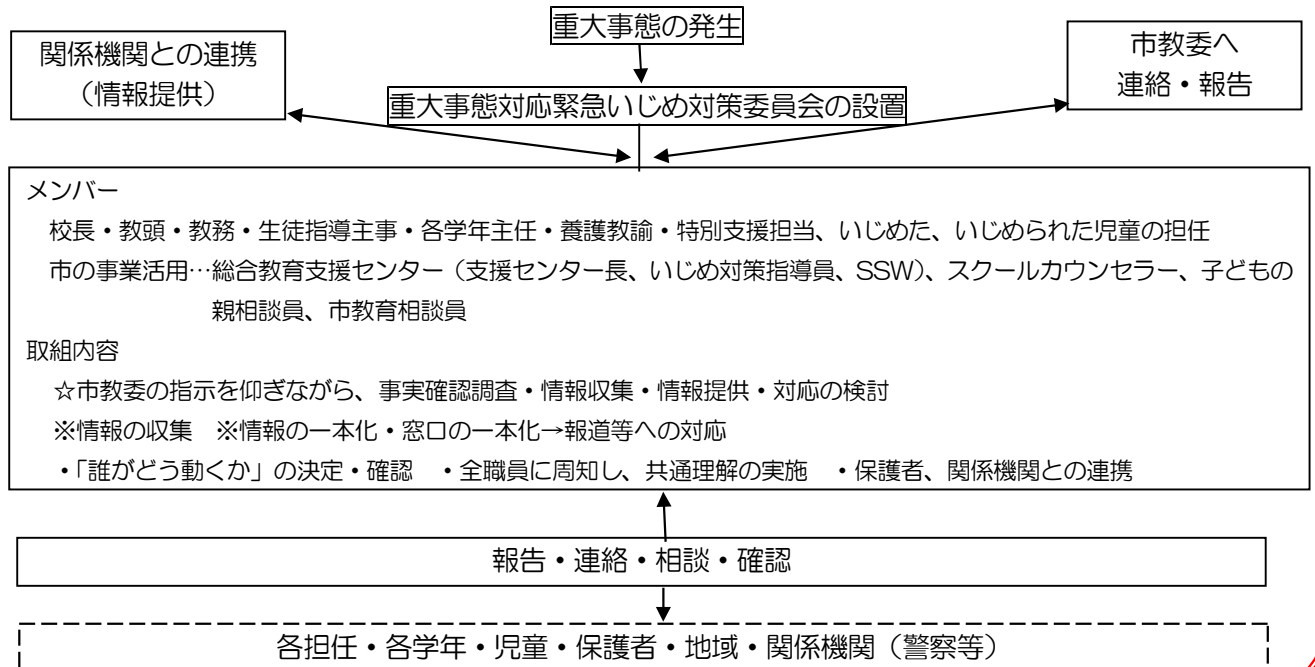 重大事態の発生
関係機関との連携
（情報提供）
市教委へ
連絡・報告
重大事態対応緊急いじめ対策委員会の設置
メンバー
校長・教頭・教務・生徒指導主事・各学年主任・養護教諭・特別支援担当、いじめた、いじめられた児童の担任
市の事業活用…総合教育支援センター（支援センター長、いじめ対策指導員、SSW）、スクールカウンセラー、子どもの
親相談員、市教育相談員
取組内容
☆市教委の指示を仰ぎながら、事実確認調査・情報収集・情報提供・対応の検討
※情報の収集　※情報の一本化・窓口の一本化→報道等への対応
・「誰がどう動くか」の決定・確認　・全職員に周知し、共通理解の実施　・保護者、関係機関との連携
報告・連絡・相談・確認
各担任・各学年・児童・保護者・地域・関係機関（警察等）